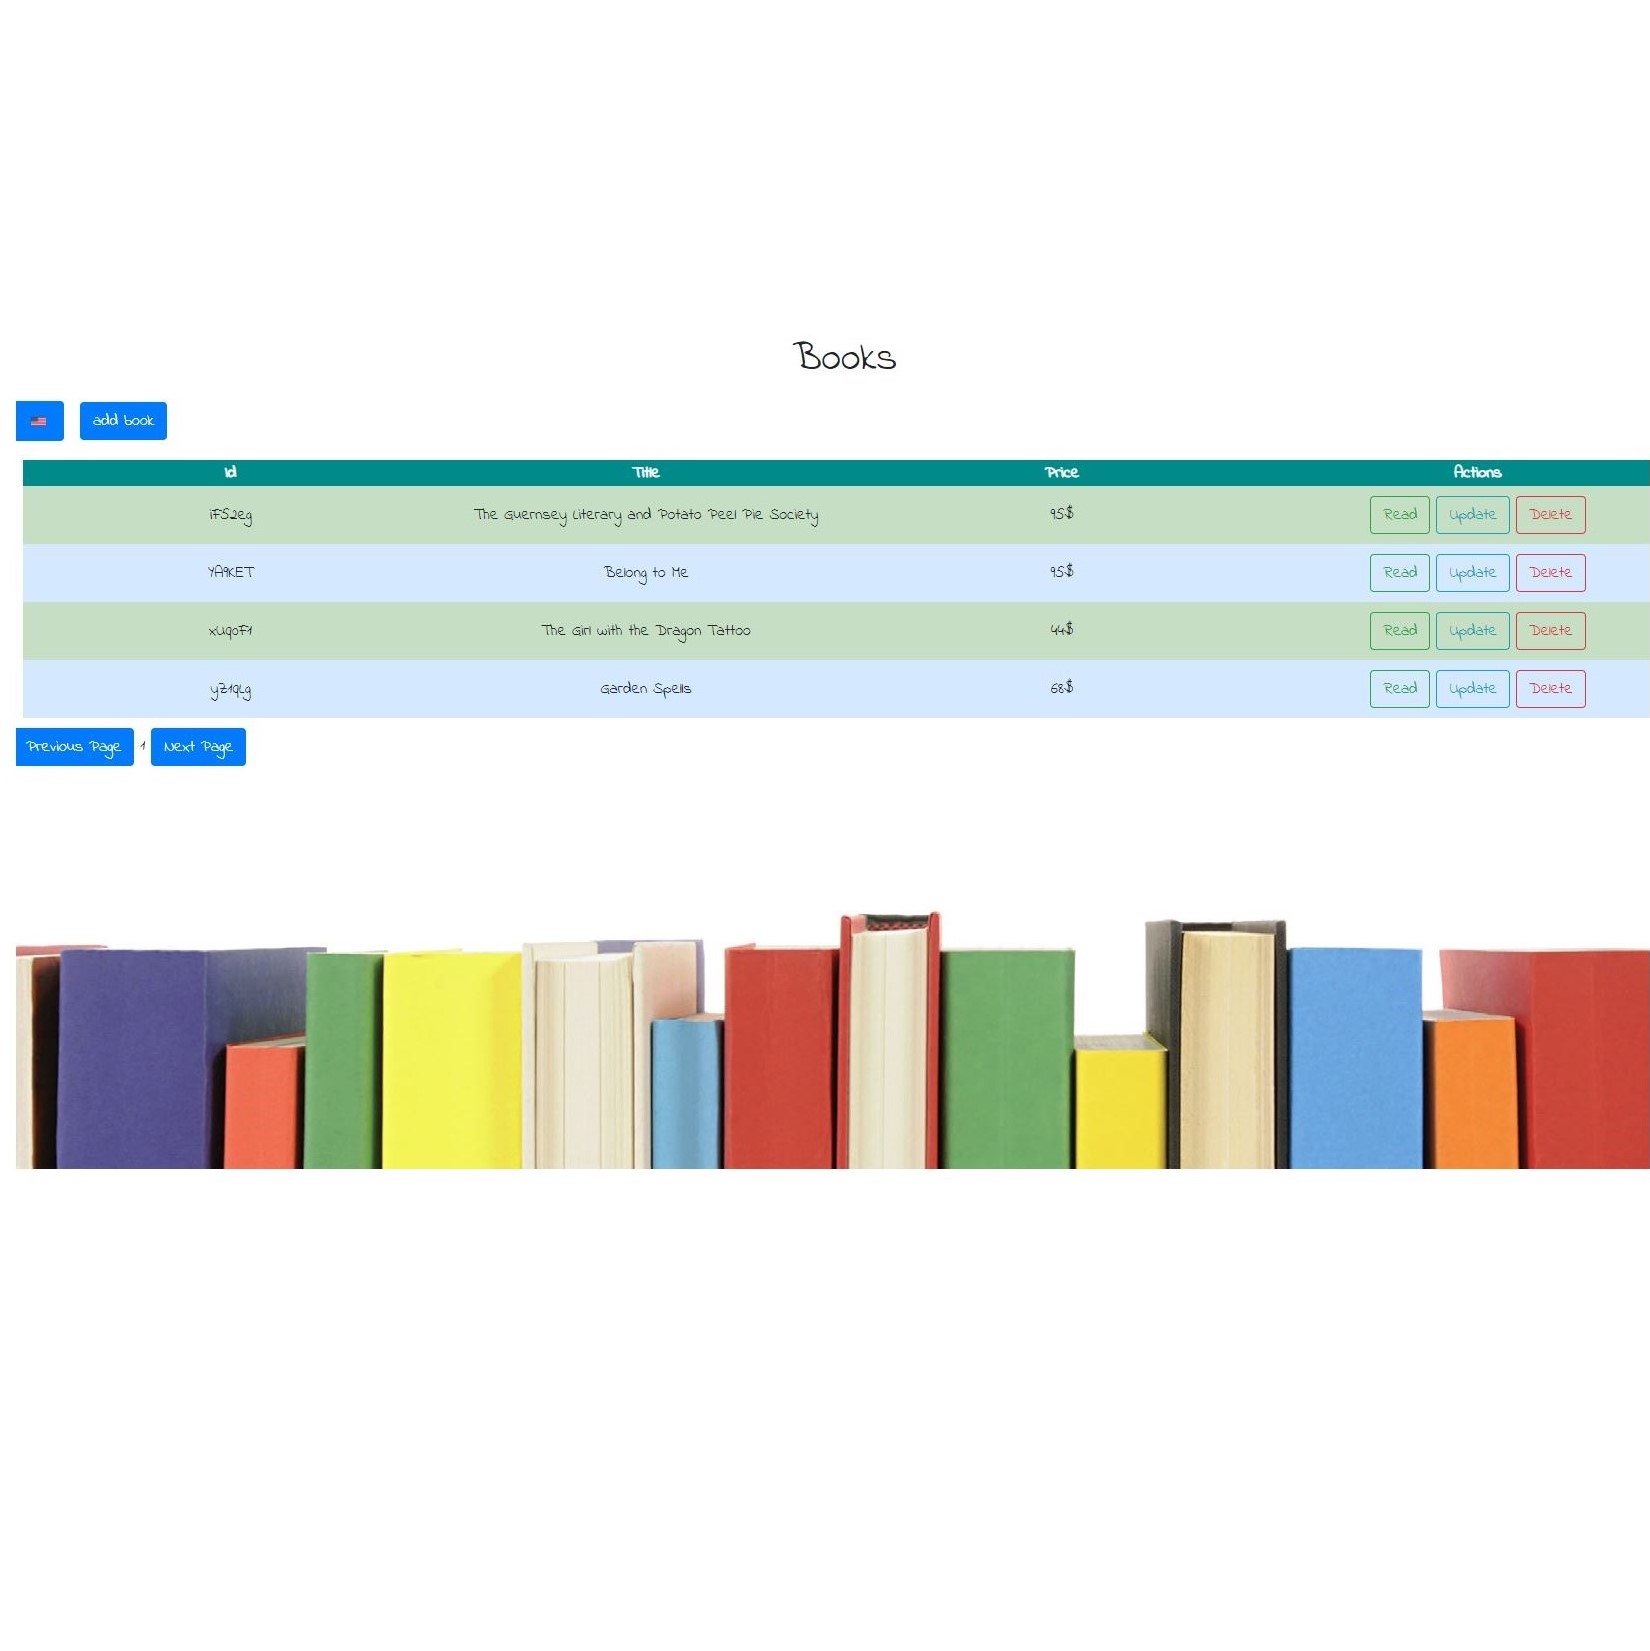 Books
add book
Id Title Price Actions
iFS2eg The Guernsey Literary and Potato Peel Pie Society 95$ Read Update Delete
YA9KET Belong to Me 95$ Read Update Delete
xUqoF1 The Girl with the Dragon Tattoo 44$ Read Update Delete
yZ1qLg Garden Spells 68$ Read Update Delete
Previous Page 1 Next Page